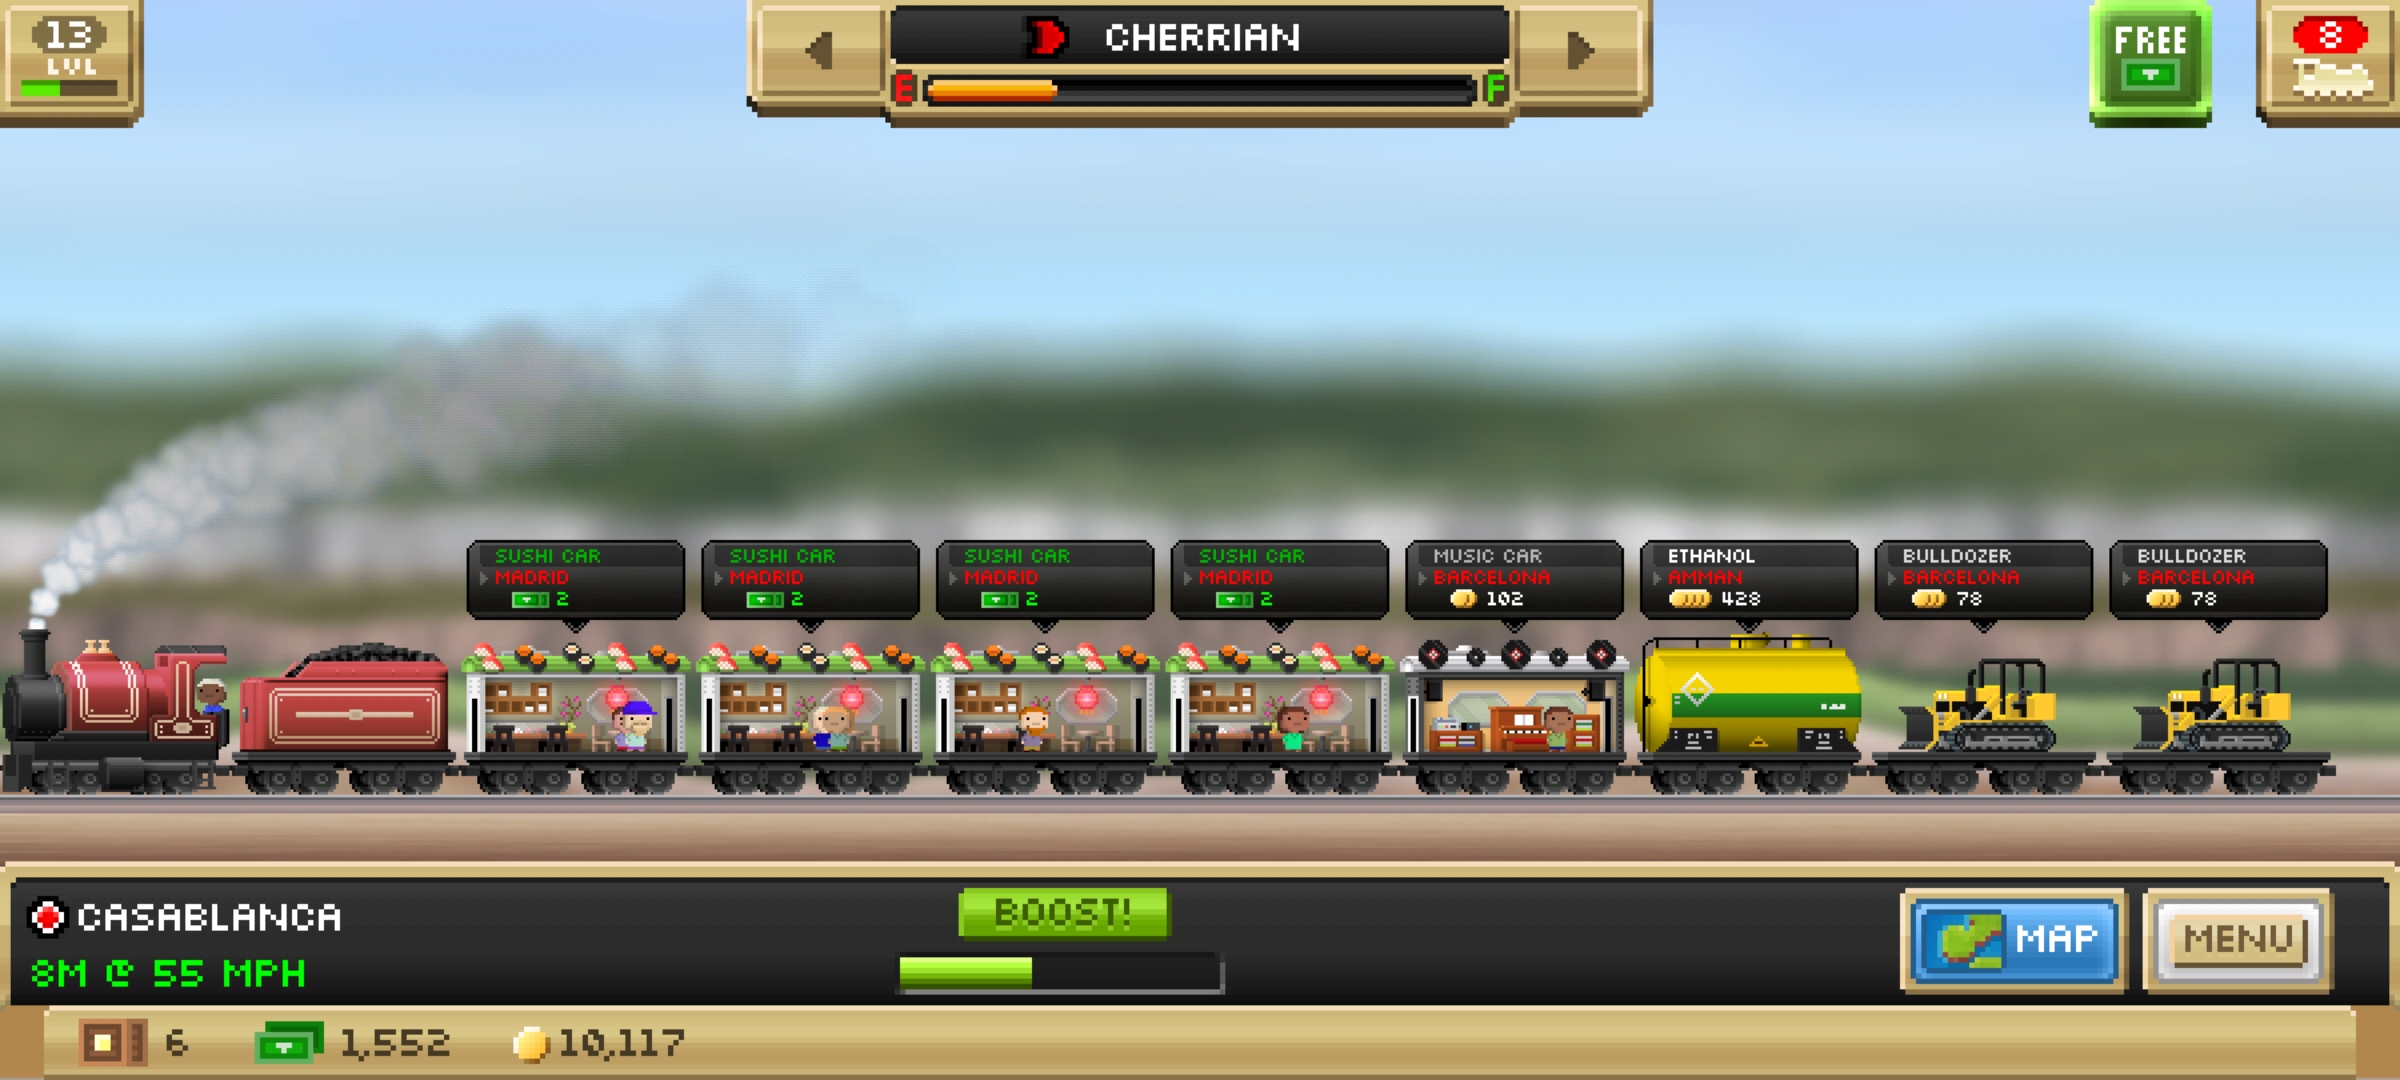 13
LVL
CHERRIAN
E
F
FREE
8
SUSHI CAR
MADRID
2
SUSHI CAR
MADRID
2
SUSHI CAR
MADRID
2
SUSHI CAR
MADRID
2
MUSIC CAR
BARCELONA
102
ETHANOL
AMMAN
428
BULLDOZER
BARCELONA
78
BULLDOZER
BARCELONA
78
CASABLANCA
8M @ 55 MPH
BOOST!
MAP
MENU
6
1,552
10,117